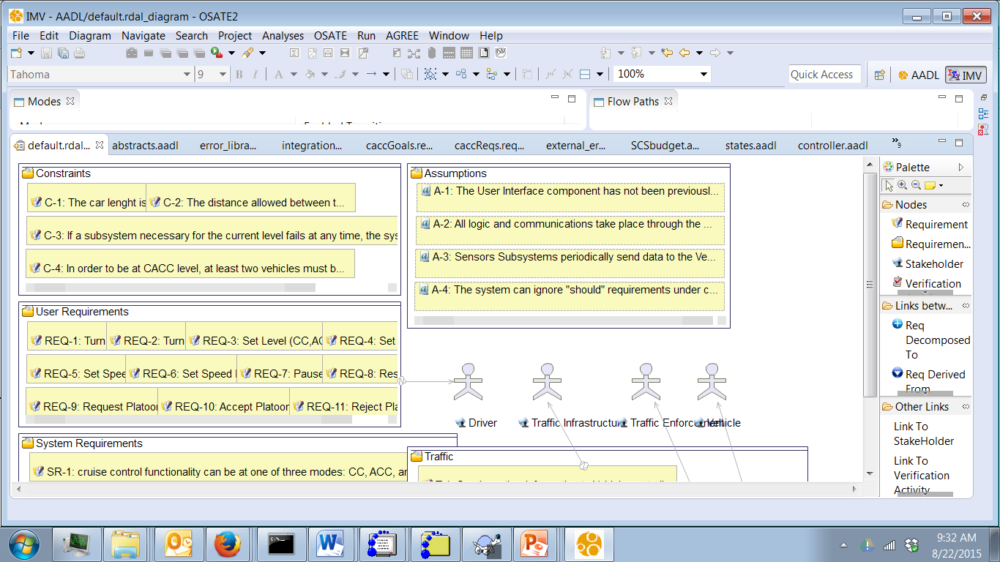 IMV - AADL/default.rdal_diagram - OSATE2
File Edit Diagram Navigate Search Project Analyses OSATE Run AGREE Window Help
Tahoma 9 B I A 100% Quick Access AADL IMV
Modes Flow Paths
default.rdal... abstracts.aadl error_libra... integration... caccGoals.re... caccReqs.req... external_er... SCSbudget.a... states.aadl controller.aadl »9
Constraints
C-1: The car lenght is C-2: The distance allowed between t...
C-3: If a subsystem necessary for the current level fails at any time, the sys
C-4: In order to be at CACC level, at least two vehicles must b...
Assumptions
A-1: The User Interface component has not been previousl...
A-2: All logic and communications take place through the ...
A-3: Sensors Subsystems periodically send data to the Ve...
A-4: The system can ignore "should" requirements under c...
User Requirements
REQ-1: Turn REQ-2: Turn REQ-3: Set Level (CC,AC REQ-4: Set
REQ-5: Set Spee REQ-6: Set Speed REQ-7: Pause REQ-8: Res
REQ-9: Request Platoon REQ-10: Accept Platoon REQ-11: Reject Pla
Driver Traffic Infrastructure Traffic Enforcement Vehicle
System Requirements
SR-1: cruise control functionality can be at one of three modes: CC, ACC, an
Traffic
Palette
Nodes
Requirement
Requiremen...
Stakeholder
Verification
Links betw...
Req
Decomposed
To
Req Derived
From
Other Links
Link To
StakeHolder
Link To
Verification
Activity
9:32 AM
8/22/2015